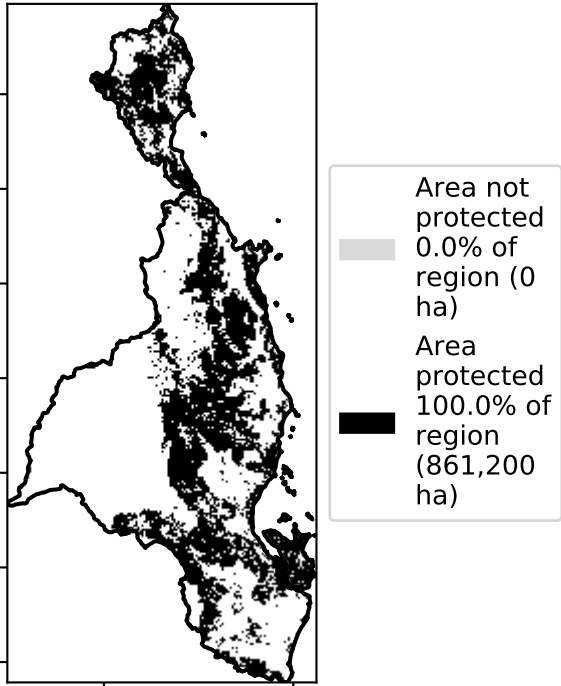 Area not
protected
0.0% of
region (0
ha)
Area
protected
100.0% of
region
(861,200
ha)